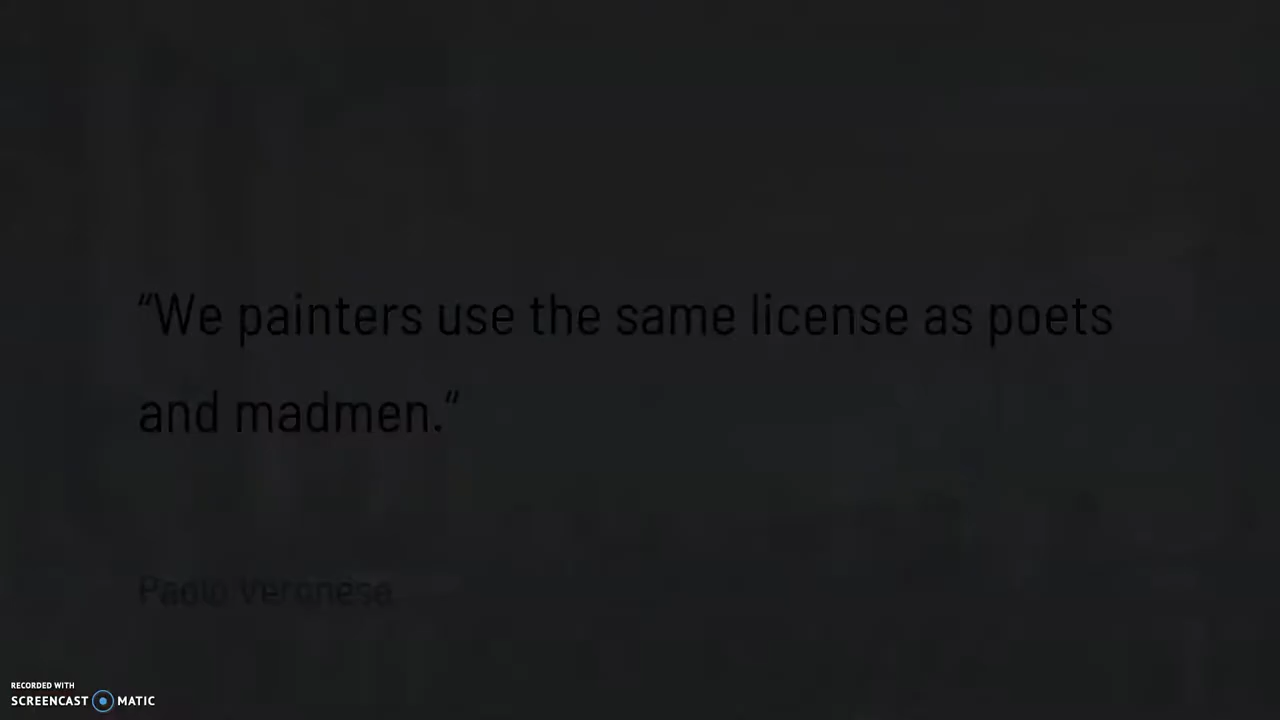 “We painters use the same license as poets
and madmen.”
Paolo Veronese
RECORDED WITH
SCREENCAST MATIC